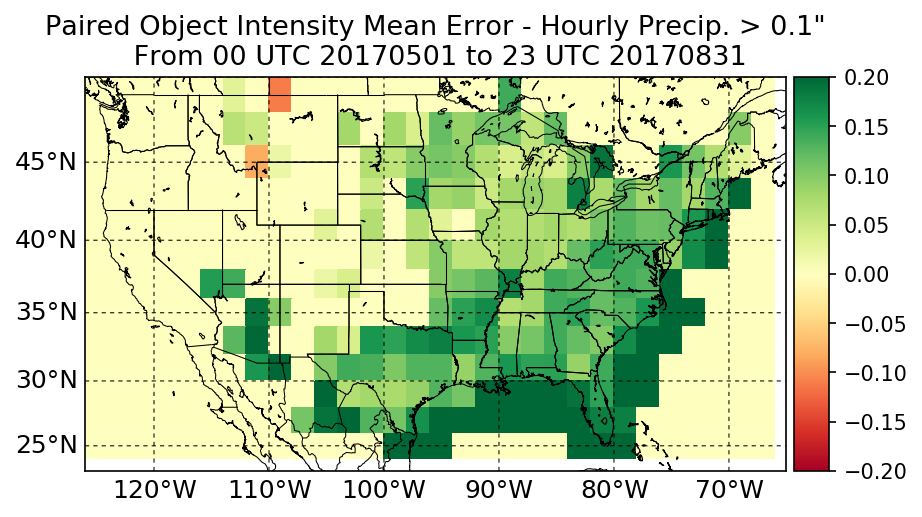 Paired Object Intensity Mean Error - Hourly Precip. > 0.1"
From 00 UTC 20170501 to 23 UTC 20170831
45°N
40°N
35°N
30°N
25°N
120°W 110°W 100°W 90°W 80°W 70°W
0.20
0.15
0.10
0.05
0.00
−0.05
−0.10
−0.15
−0.20